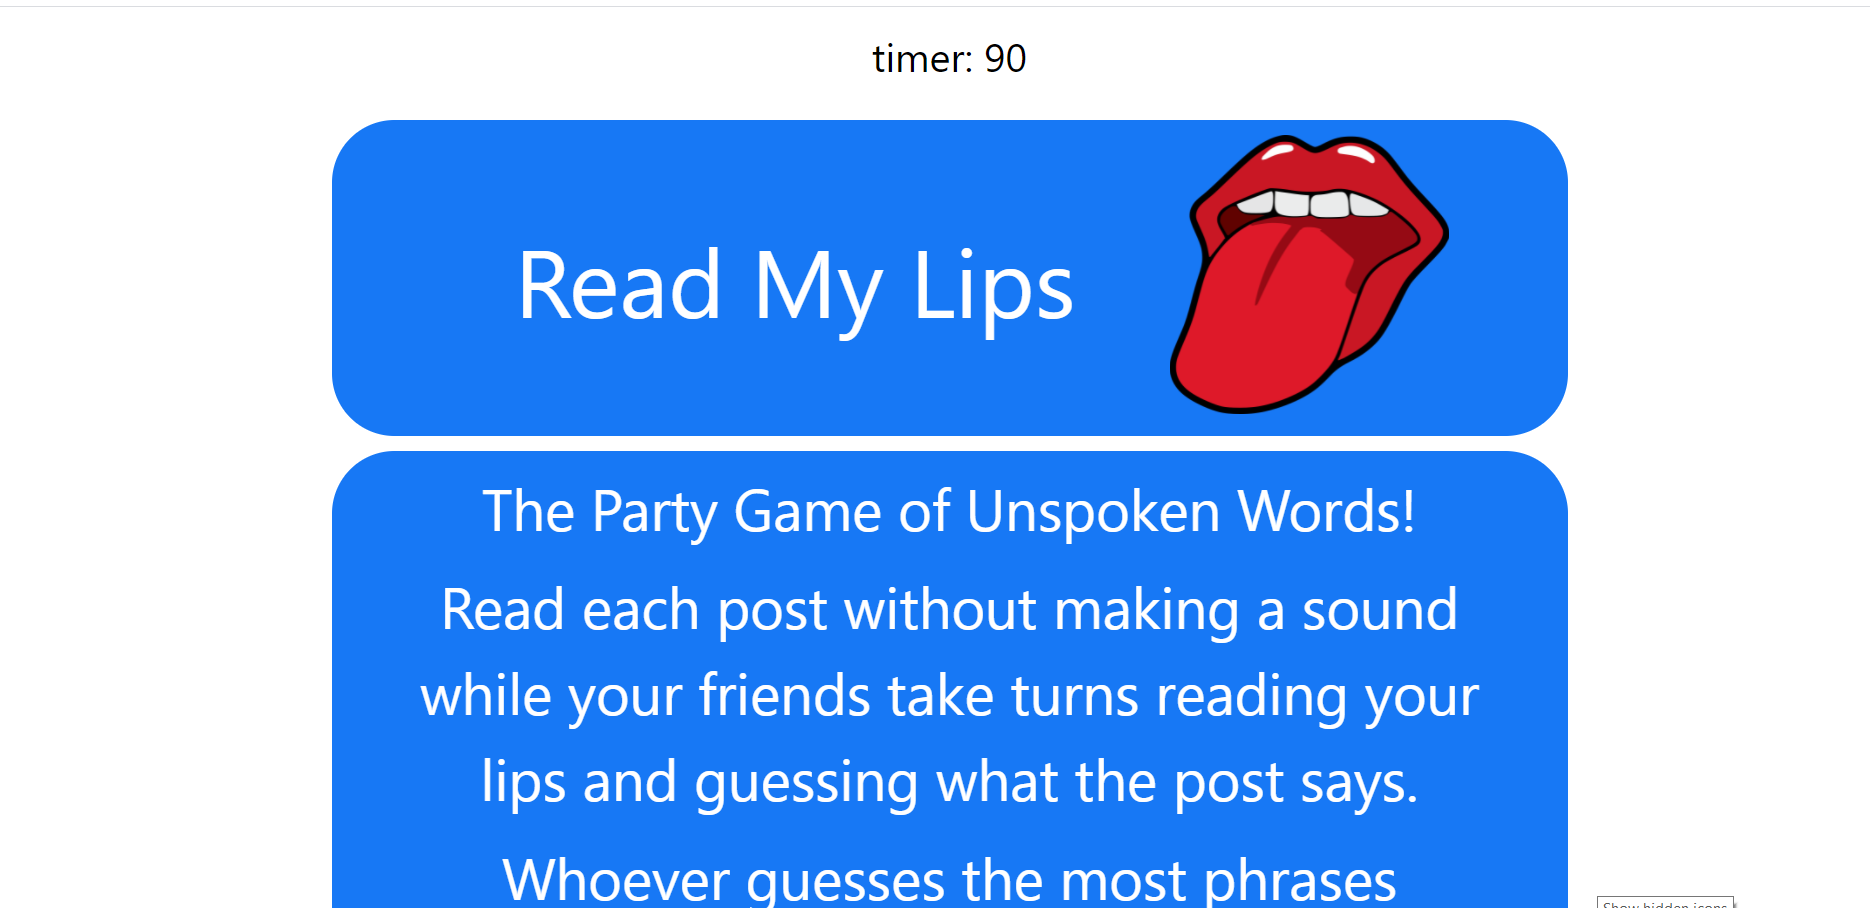 timer: 90
Read My Lips
The Party Game of Unspoken Words!
Read each post without making a sound
while your friends take turns reading your
lips and guessing what the post says.
Whoever guesses the most phrases
Show hidden icons